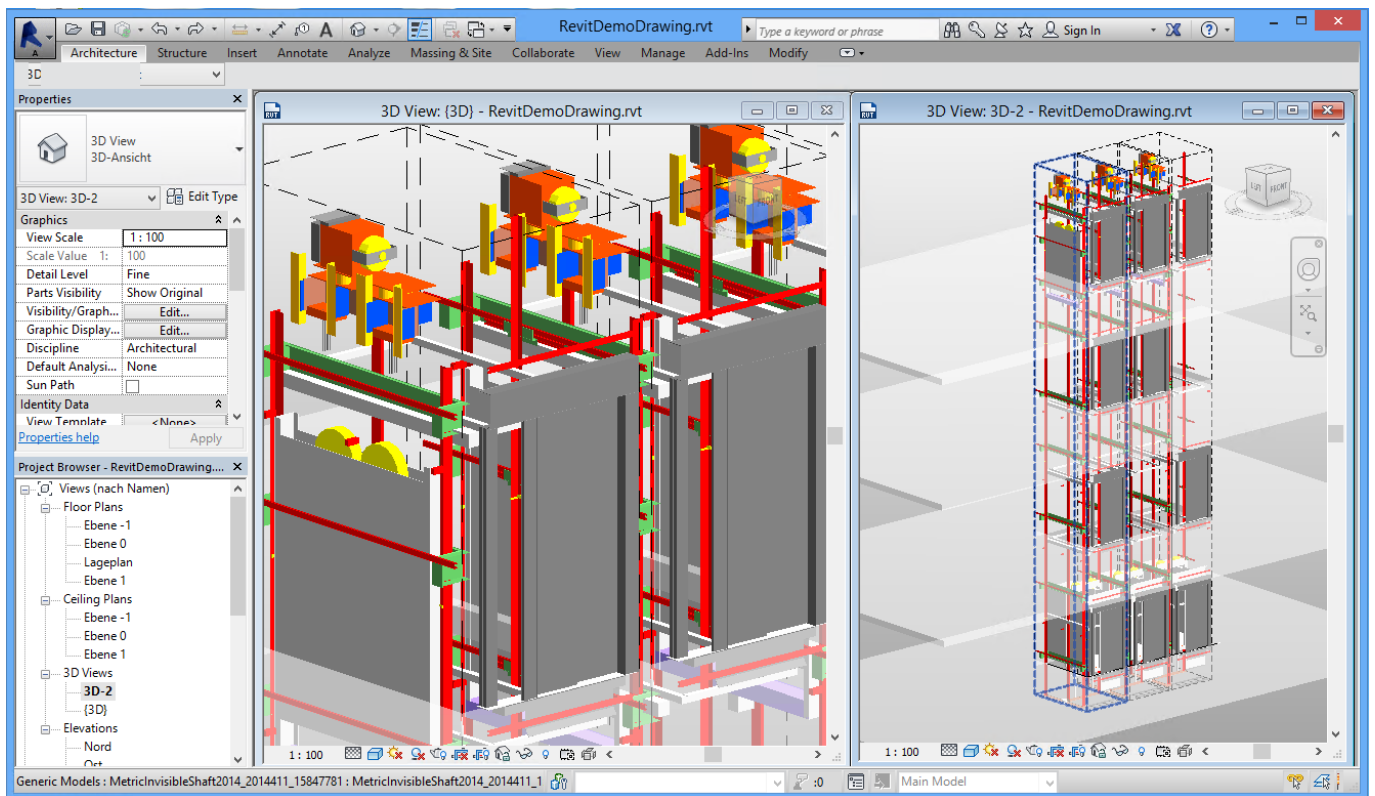 RevitDemoDrawing.rvt
Type a keyword or phrase
Sign In
Architecture Structure Insert Annotate Analyze Massing & Site Collaborate View Manage Add-Ins Modify
3D :
Properties
3D View
3D-Ansicht
3D View: 3D-2
Edit Type
Graphics
View Scale 1 : 100
Scale Value 1: 100
Detail Level Fine
Parts Visibility Show Original
Visibility/Graph... Edit...
Graphic Display... Edit...
Discipline Architectural
Default Analysi... None
Sun Path
Identity Data
View Template <None>
Properties help Apply
Project Browser - RevitDemoDrawing....
Views (nach Namen)
Floor Plans
Ebene -1
Ebene 0
Lageplan
Ebene 1
Ceiling Plans
Ebene -1
Ebene 0
Ebene 1
3D Views
3D-2
{3D}
Elevations
Nord
Ost
3D View: {3D} - RevitDemoDrawing.rvt
FRONT
1 : 100
3D View: 3D-2 - RevitDemoDrawing.rvt
FRONT
1 : 100
Generic Models : MetricInvisibleShaft2014_2014411_15847781 : MetricInvisibleShaft2014_2014411_1
:0
Main Model